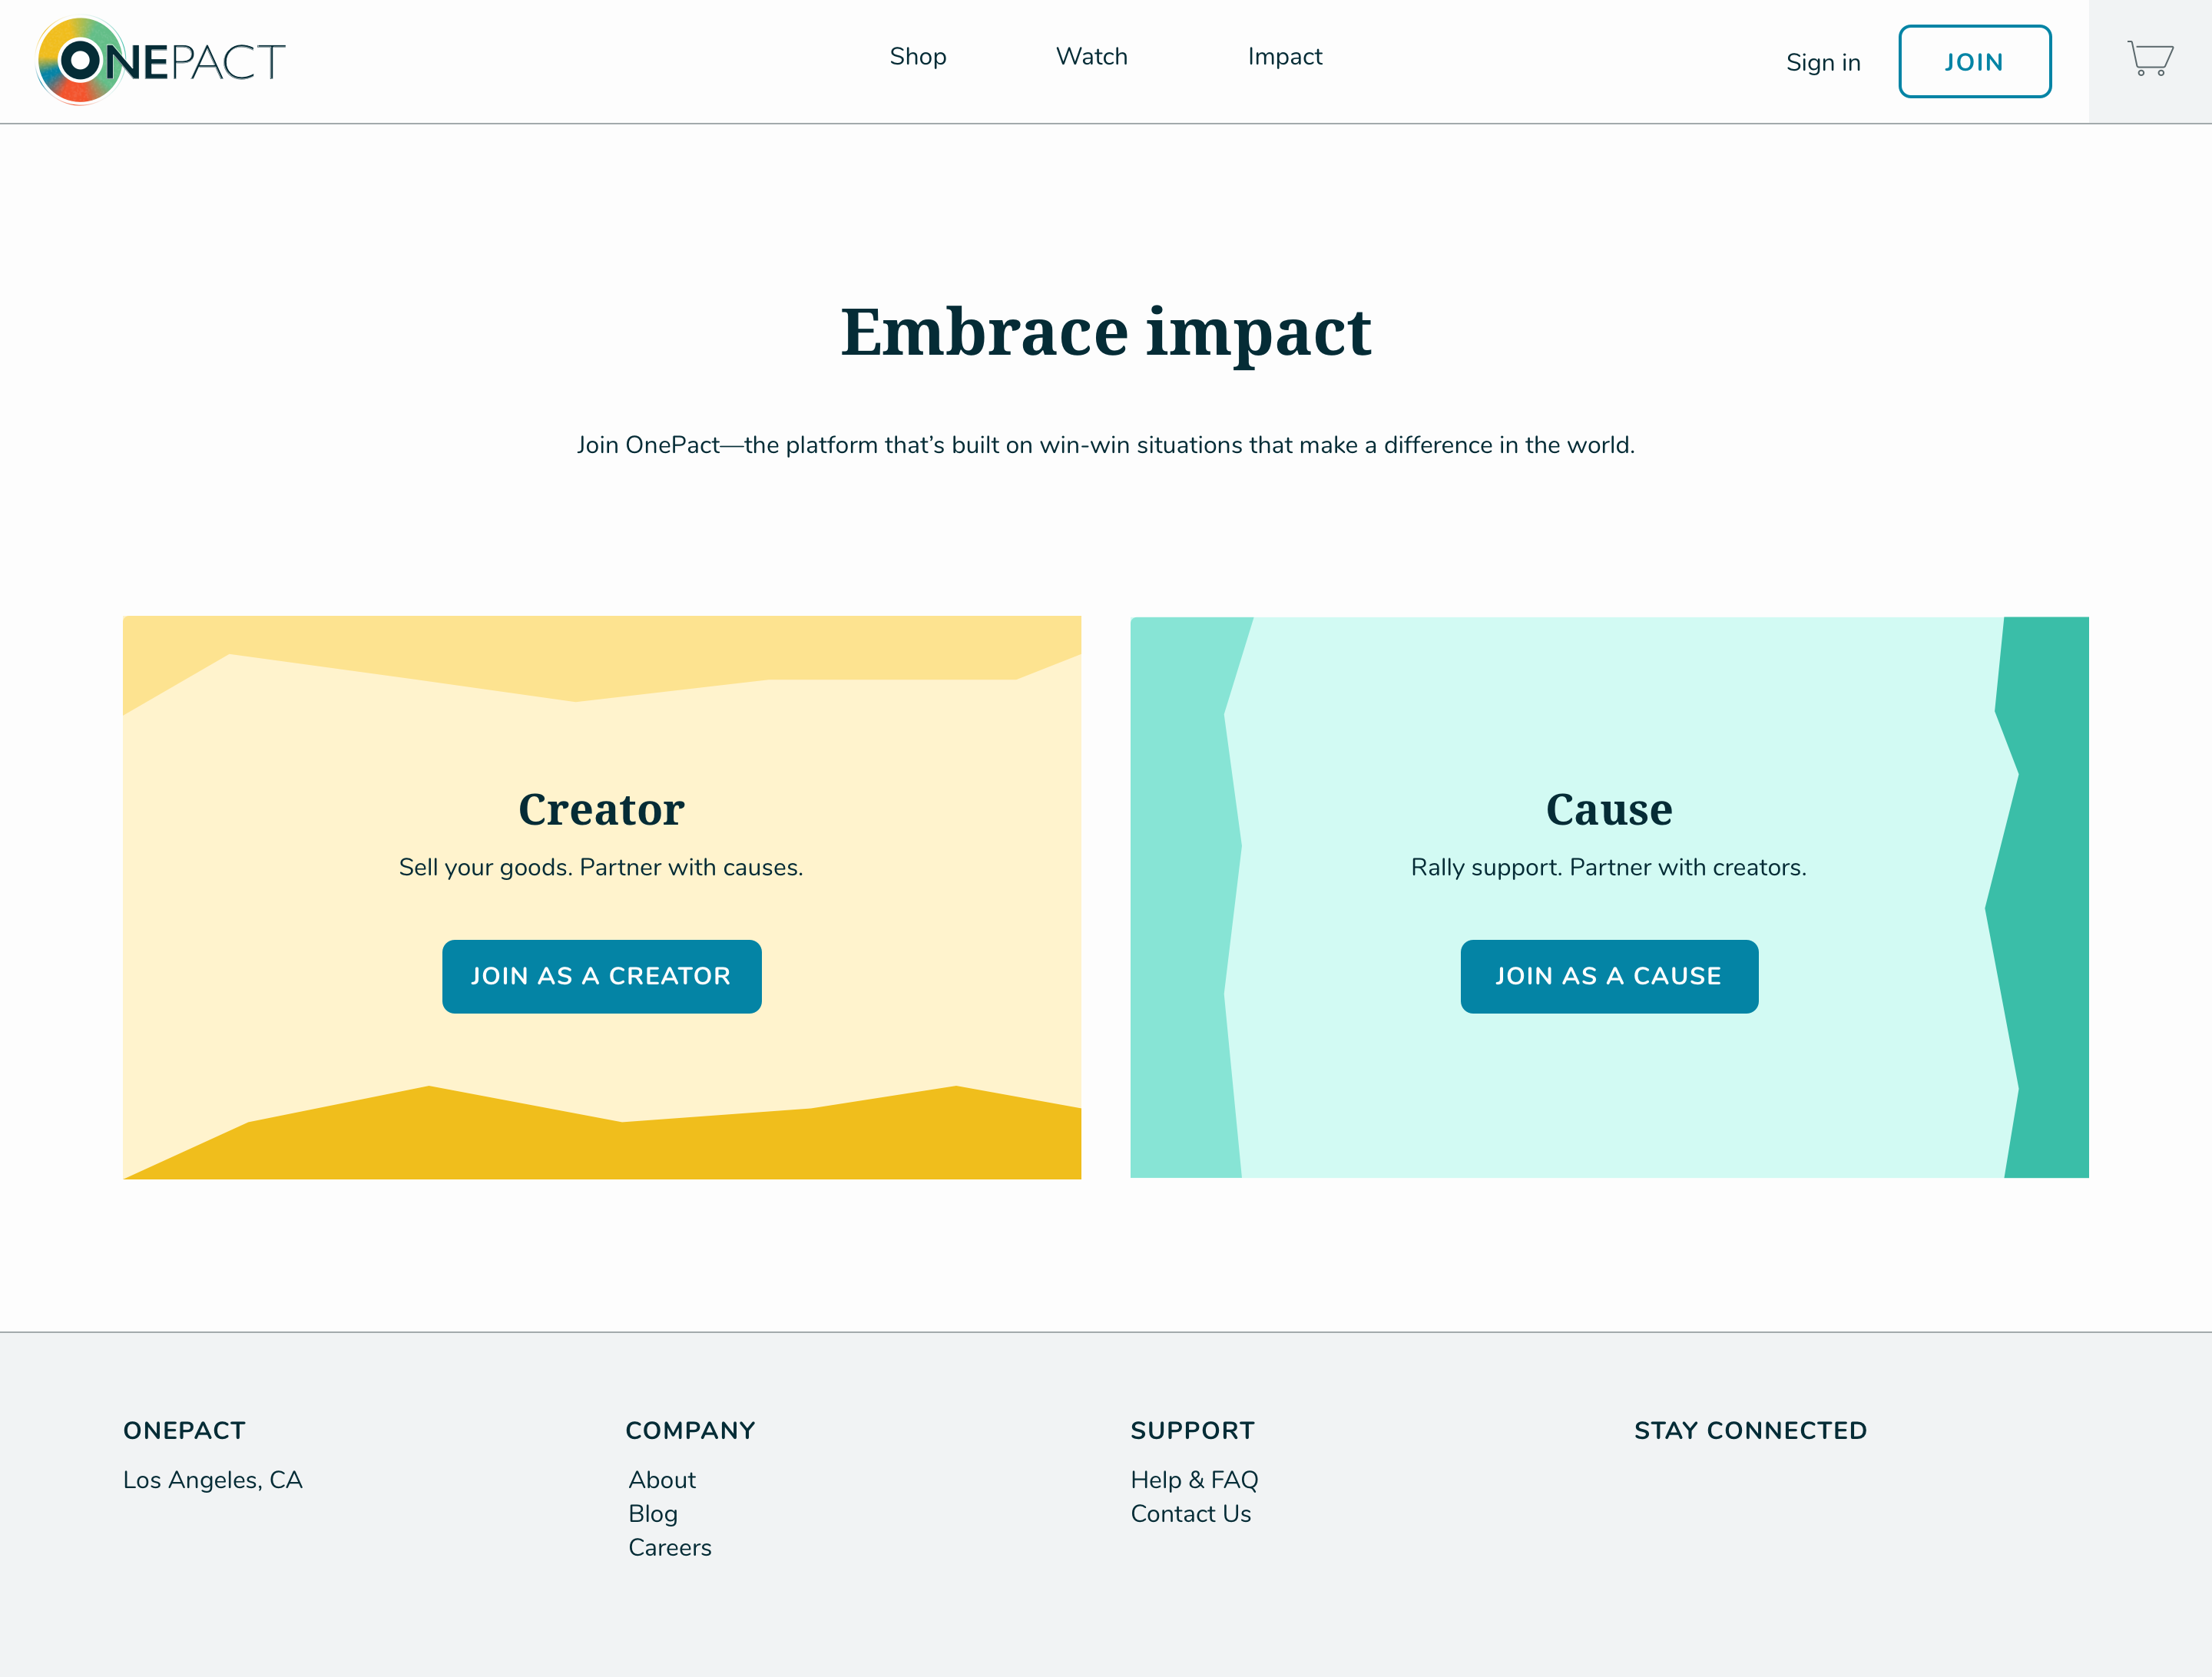 ONEPACT
Shop
Watch
Impact
Sign in
JOIN
Embrace impact
Join OnePact—the platform that’s built on win-win situations that make a difference in the world.
Creator
Sell your goods. Partner with causes.
JOIN AS A CREATOR
Cause
Rally support. Partner with creators.
JOIN AS A CAUSE
ONEPACT
Los Angeles, CA
COMPANY
About
Blog
Careers
SUPPORT
Help & FAQ
Contact Us
STAY CONNECTED